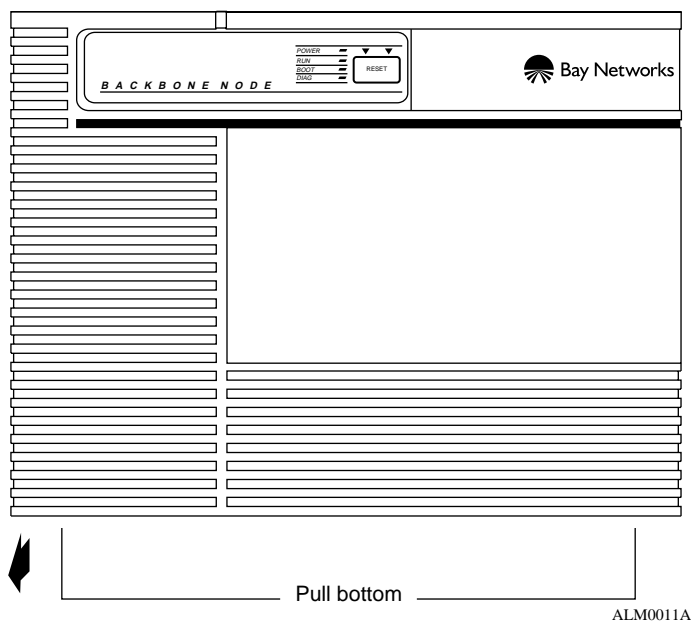 POWER
RUN
BOOT
DIAG
RESET
BACKBONE NODE
Bay Networks
Pull bottom
ALM0011A